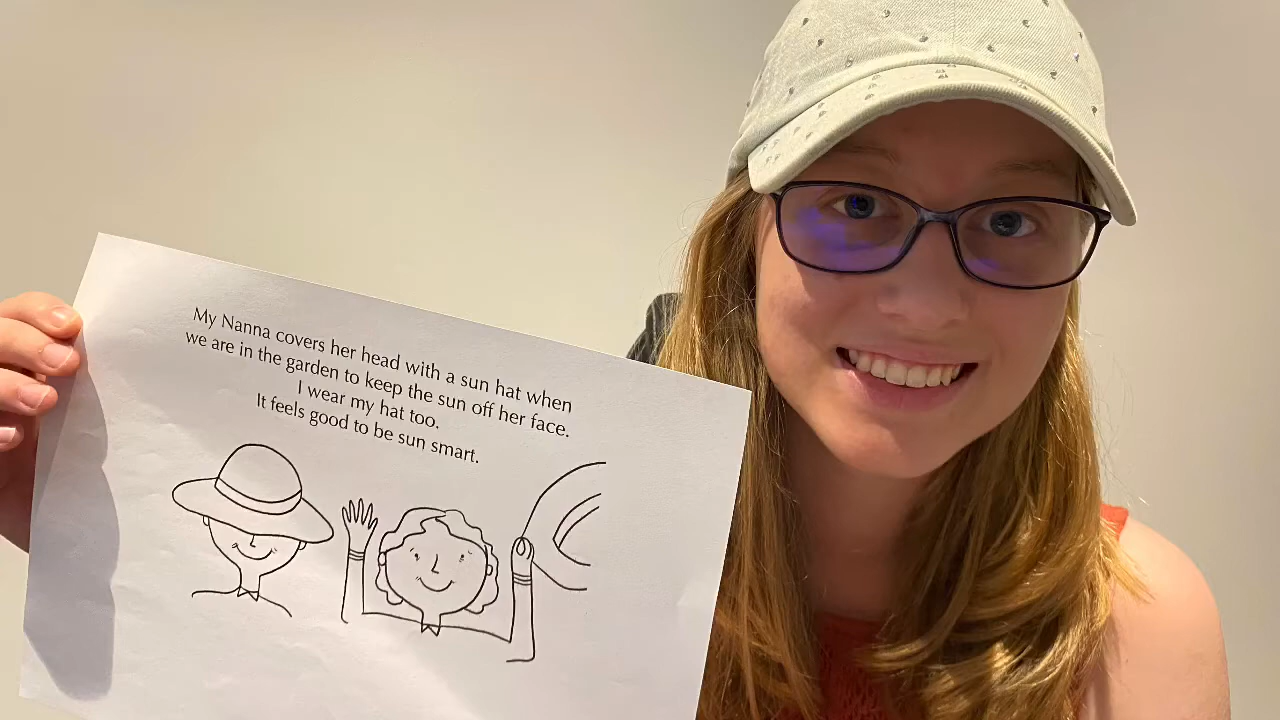 My Nanna covers her head with a sun hat when
we are in the garden to keep the sun off her face.
I wear my hat too.
It feels good to be sun smart.